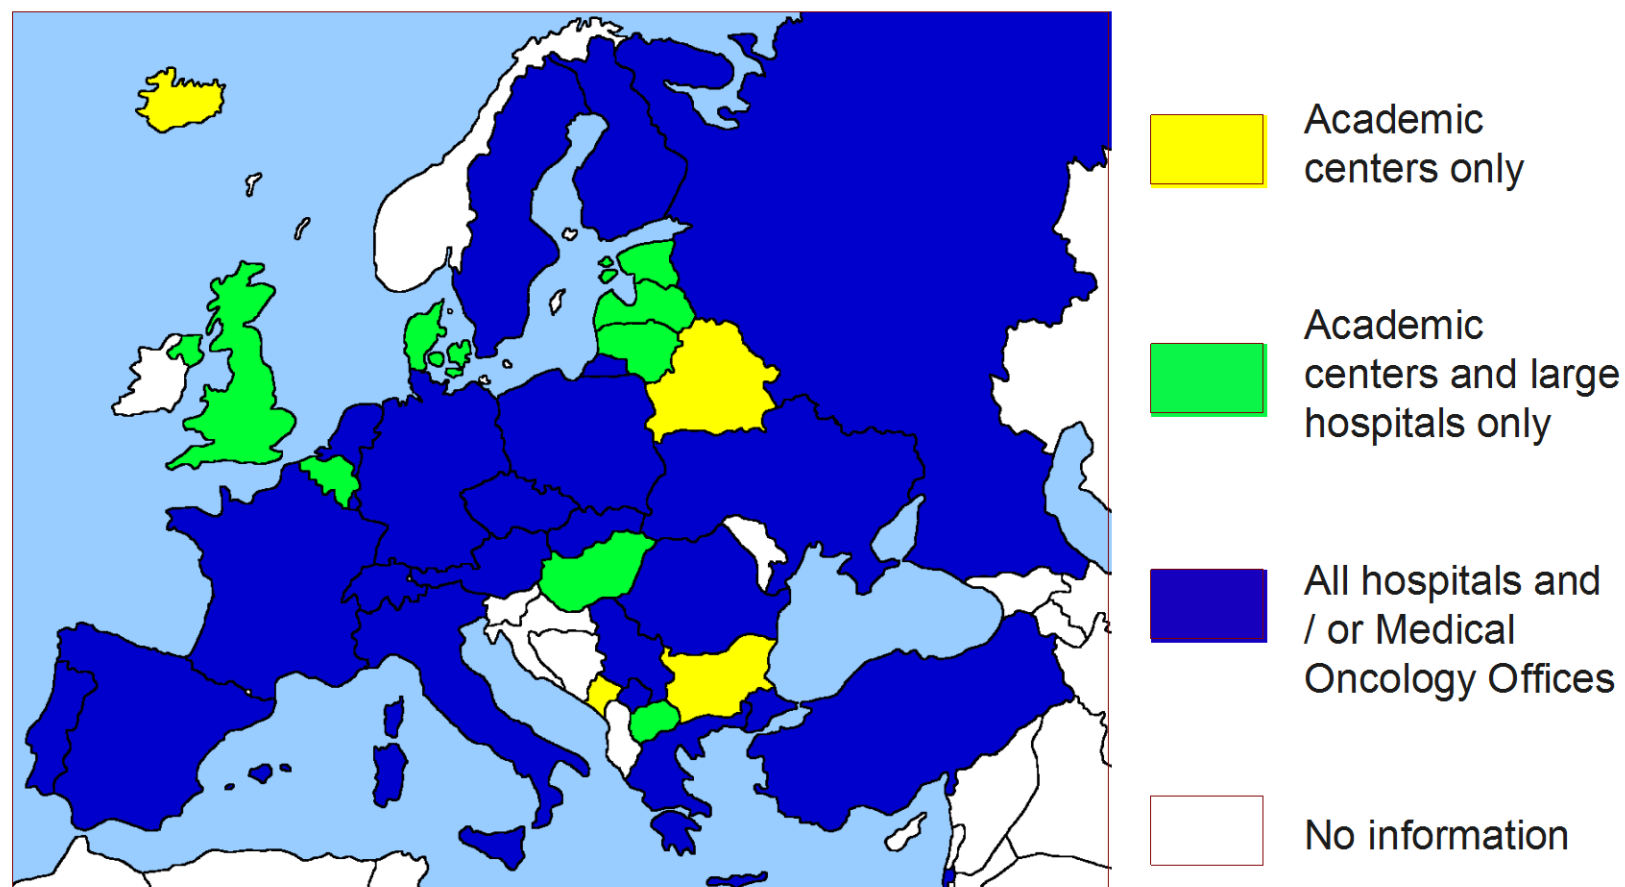 Academic
centers only
Academic
centers and large
hospitals only
All hospitals and
/ or Medical
Oncology Offices
No information